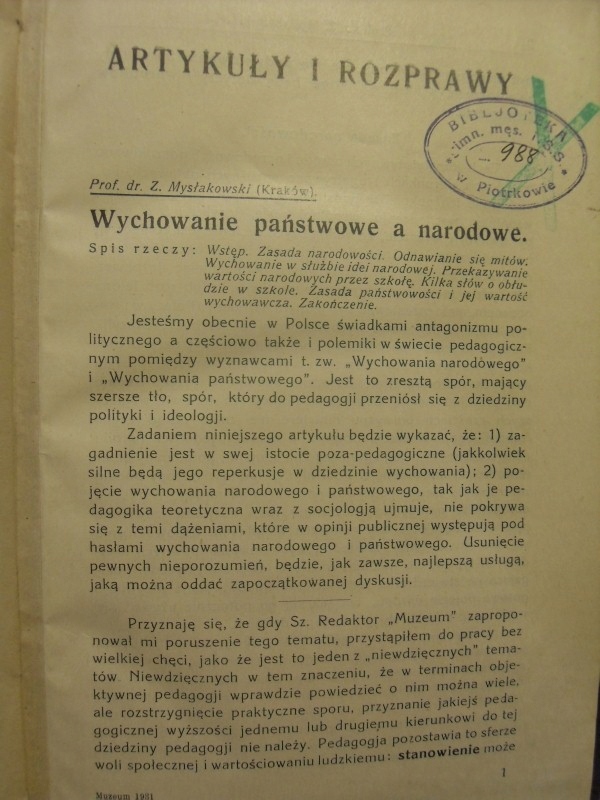 ARTYKUŁY I ROZPRAWY
BIBLJOTEKA
Gimn. męs.
988
w Piotrkowie
Prof. dr. Z. Mysłakowski (Kraków).
Wychowanie państwowe a narodowe.
Spis rzeczy: Wstęp. Zasada narodowości. Odnawianie się mitów.
Wychowanie w służbie idei narodowej. Przekazywanie
wartości narodowych przez szkołę. Kilka słów o obłu-
dzie w szkole. Zasada państwowości i jej wartość
wychowawcza. Zakończenie.
Jesteśmy obecnie w Polsce świadkami antagonizmu po-
litycznego a częściowo także i polemiki w świecie pedagogicz-
nym pomiędzy wyznawcami t. zw. „Wychowania narodowego"
i „Wychowania państwowego". Jest to zresztą spór, mający
szersze tło, spór, który do pedagogji przeniósł się z dziedziny
polityki i ideologji.
Zadaniem niniejszego artykułu będzie wykazać, że: 1) za-
gadnienie jest w swej istocie poza-pedagogiczne (jakkolwiek
silne będą jego reperkusje w dziedzinie wychowania); 2) po-
jęcie wychowania narodowego i państwowego, tak jak je pe-
dagogika teoretyczna wraz z socjologją ujmuje, nie pokrywa
się z temi dążeniami, które w opinji publicznej występują pod
hasłami wychowania narodowego i państwowego. Usunięcie
pewnych nieporozumień, będzie, jak zawsze, najlepszą usługą,
jaką można oddać zapoczątkowanej dyskusji.
Przyznaję się, że gdy Sz. Redaktor „Muzeum" zapropo-
nował mi poruszenie tego tematu, przystąpiłem do pracy bez
wielkiej chęci, jako że jest to jeden z „niewdzięcznych" tema-
tów. Niewdzięcznych w tem znaczeniu, że w terminach obje-
ktywnej pedagogji wprawdzie powiedzieć o nim można wiele,
ale rozstrzygnięcie praktyczne sporu, przyznanie jakiejś peda-
gogicznej wyższości jednemu lub drugiemu kierunkowi do tej
dziedziny pedagogji nie należy. Pedagogja pozostawia to sferze
woli społecznej i wartościowaniu ludzkiemu: stanowienie może
Muzeum 1931
1